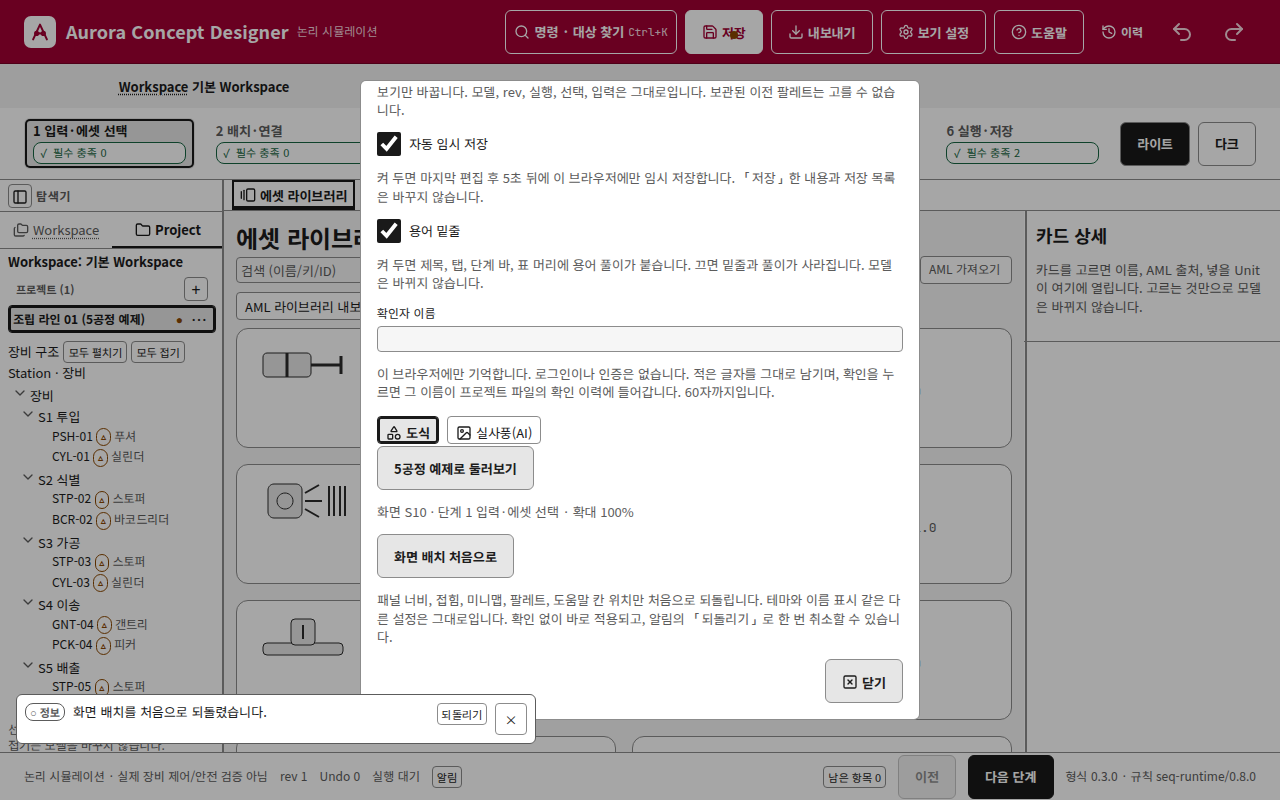 Aurora Concept Designer 논리 시뮬레이션
명령 · 대상 찾기 Ctrl+K
저장
내보내기
보기 설정
도움말
이력
Workspace 기본 Workspace
1 입력·에셋 선택
✓ 필수 충족 0
2 배치·연결
✓ 필수 충족 0
6 실행·저장
✓ 필수 충족 2
라이트
다크
탐색기
Workspace
Project
Workspace: 기본 Workspace
프로젝트 (1)
+
조립 라인 01 (5공정 예제)
장비 구조 모두 펼치기 모두 접기
Station · 장비
장비
S1 투입
PSH-01 푸셔
CYL-01 실린더
S2 식별
STP-02 스토퍼
BCR-02 바코드리더
S3 가공
STP-03 스토퍼
CYL-03 실린더
S4 이송
GNT-04 갠트리
PCK-04 피커
S5 배출
STP-05 스토퍼
접기는 모델을 바꾸지 않습니다.
에셋 라이브러리
검색 (이름/키/ID)
AML 가져오기
보기만 바꿉니다. 모델, rev, 실행, 선택, 입력은 그대로입니다. 보관된 이전 팔레트는 고를 수 없습
니다.
자동 임시 저장
켜 두면 마지막 편집 후 5초 뒤에 이 브라우저에만 임시 저장합니다. 「저장」한 내용과 저장 목록
은 바꾸지 않습니다.
용어 밑줄
켜 두면 제목, 탭, 단계 바, 표 머리에 용어 풀이가 붙습니다. 끄면 밑줄과 풀이가 사라집니다. 모델
은 바뀌지 않습니다.
확인자 이름
이 브라우저에만 기억합니다. 로그인이나 인증은 없습니다. 적은 글자를 그대로 남기며, 확인을 누
르면 그 이름이 프로젝트 파일의 확인 이력에 들어갑니다. 60자까지입니다.
도식
실사풍(AI)
5공정 예제로 둘러보기
화면 S10 · 단계 1 입력·에셋 선택 · 확대 100%
화면 배치 처음으로
패널 너비, 접힘, 미니맵, 팔레트, 도움말 칸 위치만 처음으로 되돌립니다. 테마와 이름 표시 같은 다
른 설정은 그대로입니다. 확인 없이 바로 적용되고, 알림의 「되돌리기」로 한 번 취소할 수 있습니
다.
닫기
카드 상세
카드를 고르면 이름, AML 출처, 넣을 Unit
이 여기에 열립니다. 고르는 것만으로 모델
은 바뀌지 않습니다.
○ 정보 화면 배치를 처음으로 되돌렸습니다.
되돌리기
×
논리 시뮬레이션 · 실제 장비 제어/안전 검증 아님 rev 1 Undo 0 실행 대기 알림
남은 항목 0
이전
다음 단계
형식 0.3.0 · 규칙 seq-runtime/0.8.0